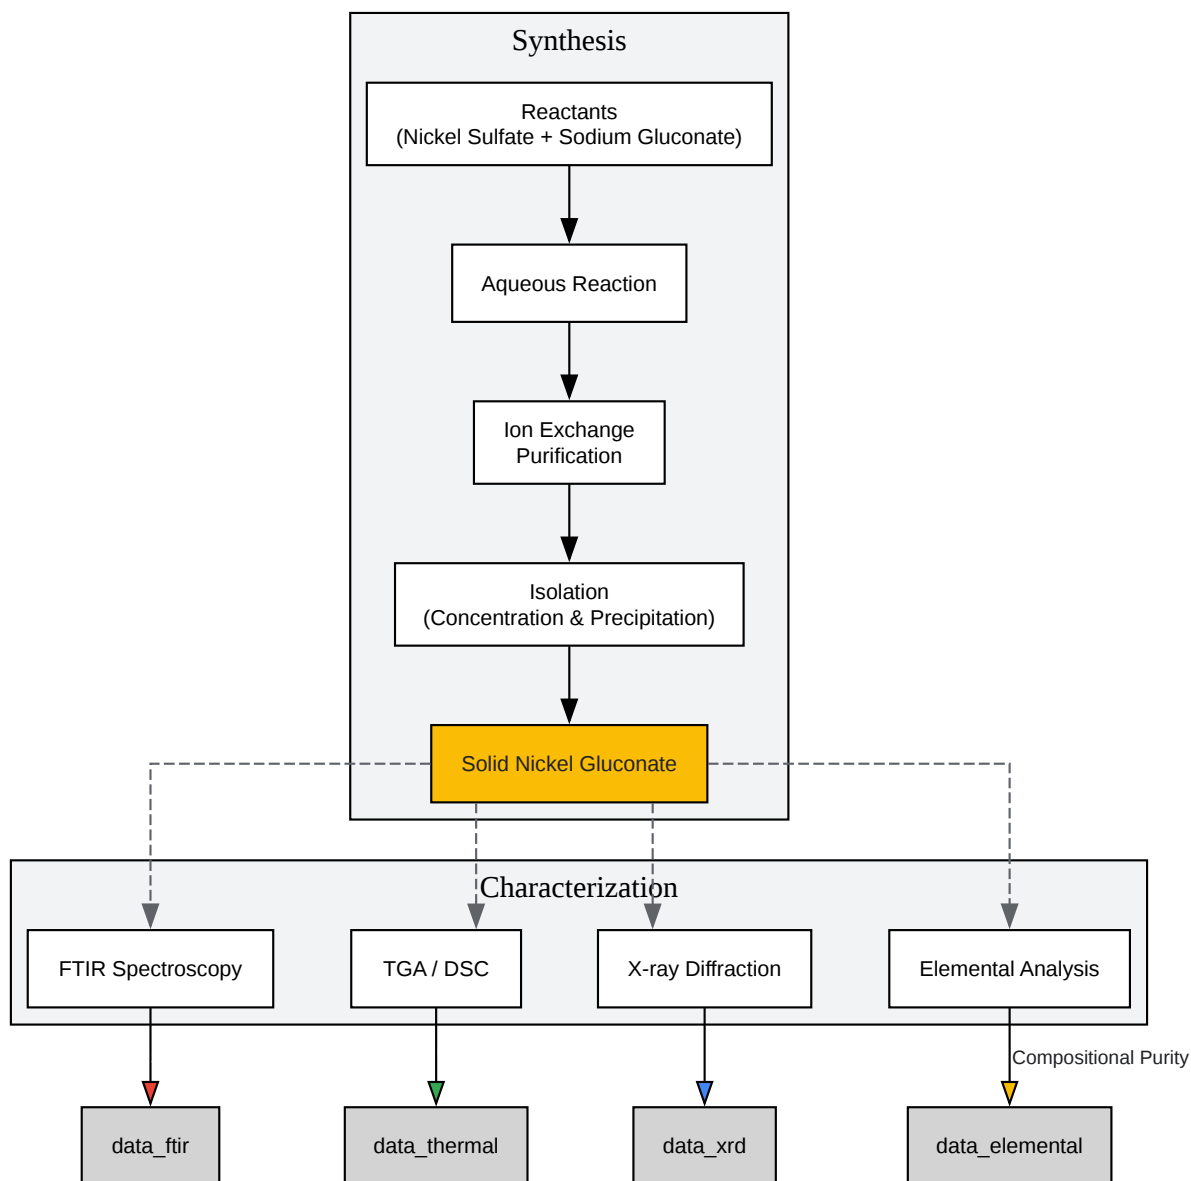 Synthesis
Reactants
(Nickel Sulfate + Sodium Gluconate)
Aqueous Reaction
Ion Exchange
Purification
Isolation
(Concentration & Precipitation)
Solid Nickel Gluconate
Characterization
FTIR Spectroscopy
TGA / DSC
X-ray Diffraction
Elemental Analysis
Compositional Purity
data_ftir
data_thermal
data_xrd
data_elemental